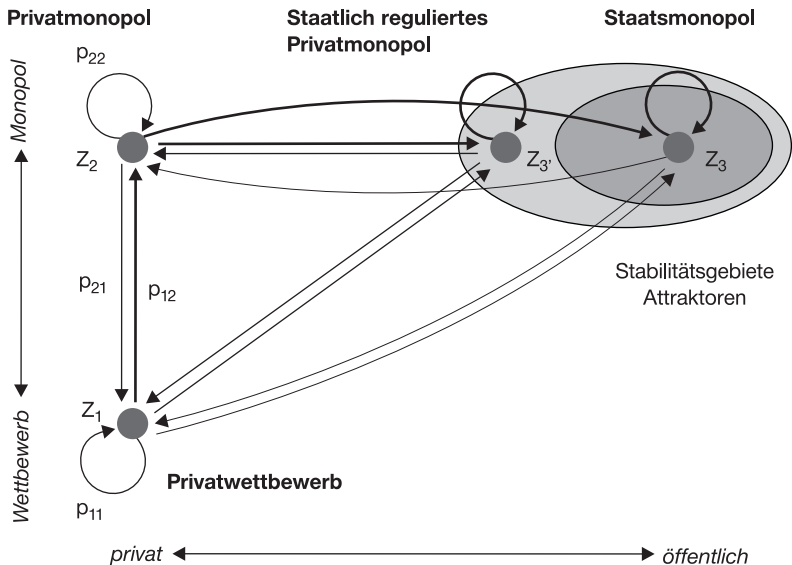 Privatmonopol
Staatlich reguliertes
Privatmonopol
Staatsmonopol
p22
Monopol
Z2
Z3'
Z3
p21
p12
Stabilitätsgebiete
Attraktoren
Z1
Wettbewerb
Privatwettbewerb
p11
privat
öffentlich